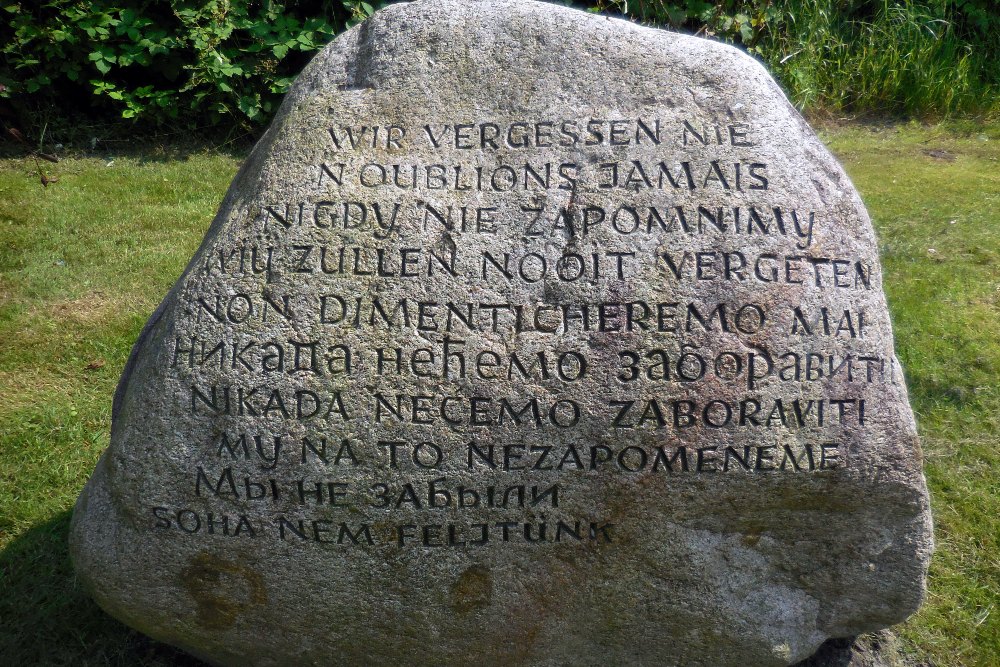 WIR VERGESSEN NIE
N'OUBLIONS JAMAIS
NIGDY NIE ZAPOMNIMY
WIJ ZULLEN NOOIT VERGETEN
NON DIMENTICHEREMO MAI
никада нећемо заборавити
NIKADA NEĆEMO ZABORAVITI
MY NA TO NEZAPOMENEME
МЫ НЕ ЗАБЫЛИ
SOHA NEM FELJTÜNK